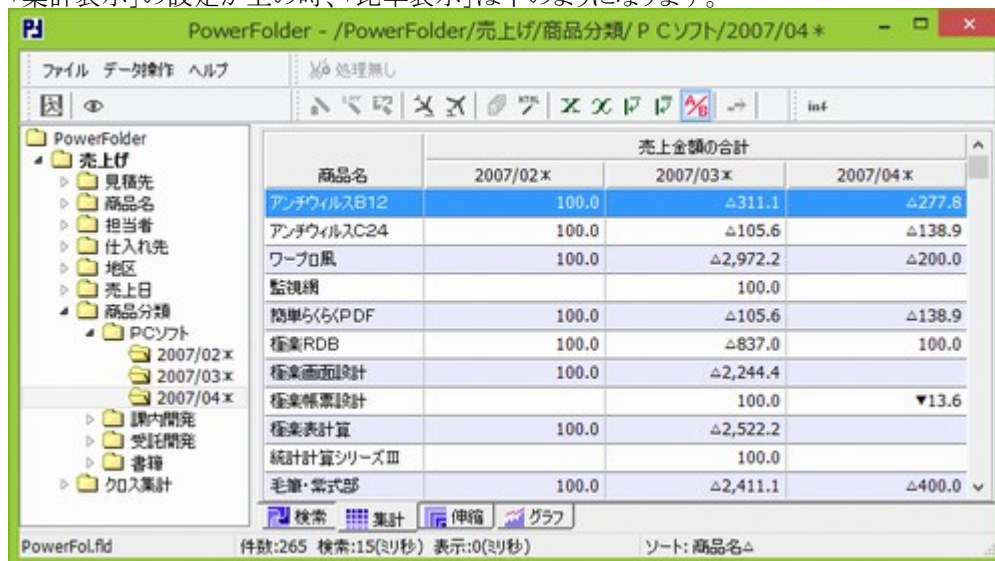 「集計表示」の設定が上の時、「比率表示」は下のようになります。
PowerFolder - /PowerFolder/売上げ/商品分類/ＰＣソフト/2007/04＊
ファイル データ操作 ヘルプ 処理無し
A/B inf
PowerFolder
売上げ
見積先
商品名
担当者
仕入れ先
地区
売上日
商品分類
PCソフト
2007/02＊
2007/03＊
2007/04＊
課内開発
受託開発
書籍
クロス集計
売上金額の合計
商品名 2007/02＊ 2007/03＊ 2007/04＊
アンチウィルスB12 100.0 △311.1 △277.8
アンチウィルスC24 100.0 △105.6 △138.9
ワープロ風 100.0 △2,972.2 △200.0
監視網 100.0
簡単らくらくPDF 100.0 △105.6 △138.9
極楽RDB 100.0 △837.0 100.0
極楽画面設計 100.0 △2,244.4
極楽帳票設計 100.0 ▼13.6
極楽表計算 100.0 △2,522.2
統計計算シリーズⅢ 100.0
毛筆・紫式部 100.0 △2,411.1 △400.0
検索 集計 伸縮 グラフ
PowerFol.fld 件数:265 検索:15(ミリ秒) 表示:0(ミリ秒) ソート: 商品名△